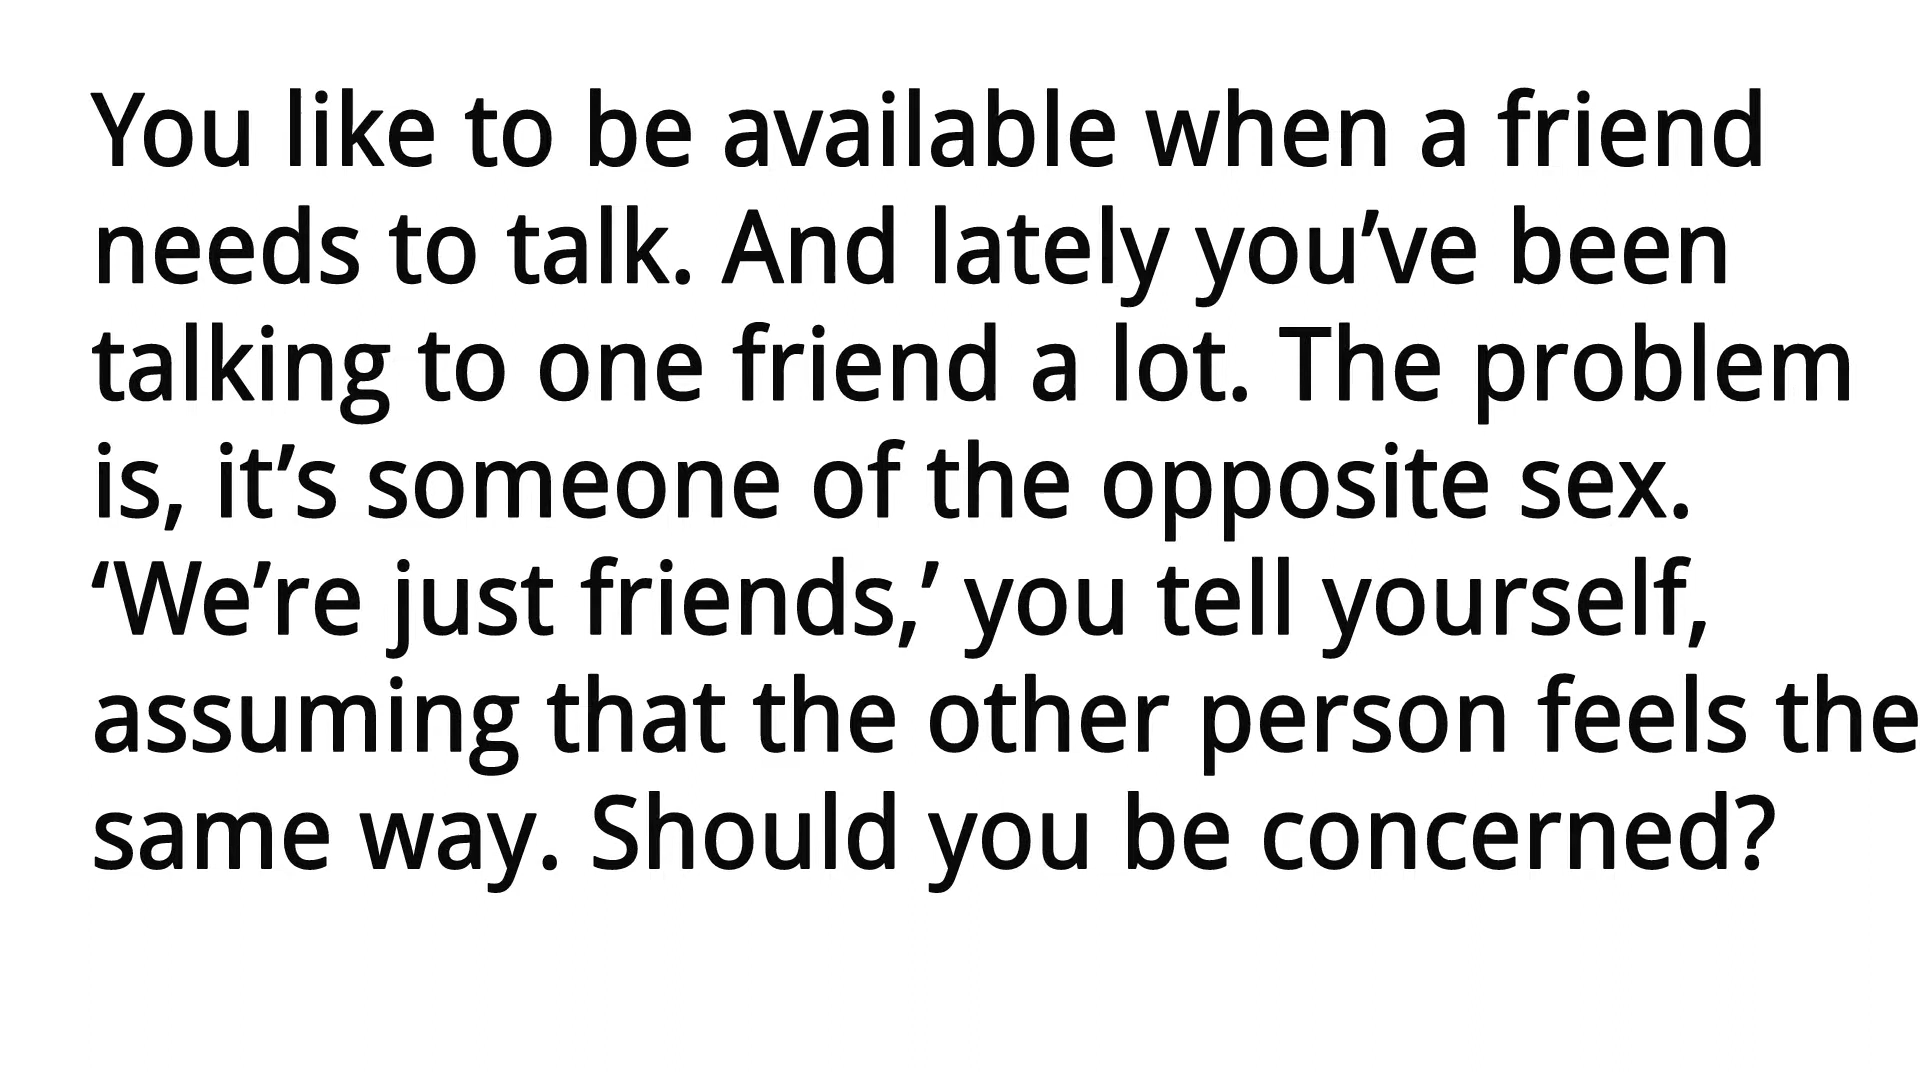 You like to be available when a friend
needs to talk. And lately you’ve been
talking to one friend a lot. The problem
is, it’s someone of the opposite sex.
‘We’re just friends,’ you tell yourself,
assuming that the other person feels the
same way. Should you be concerned?